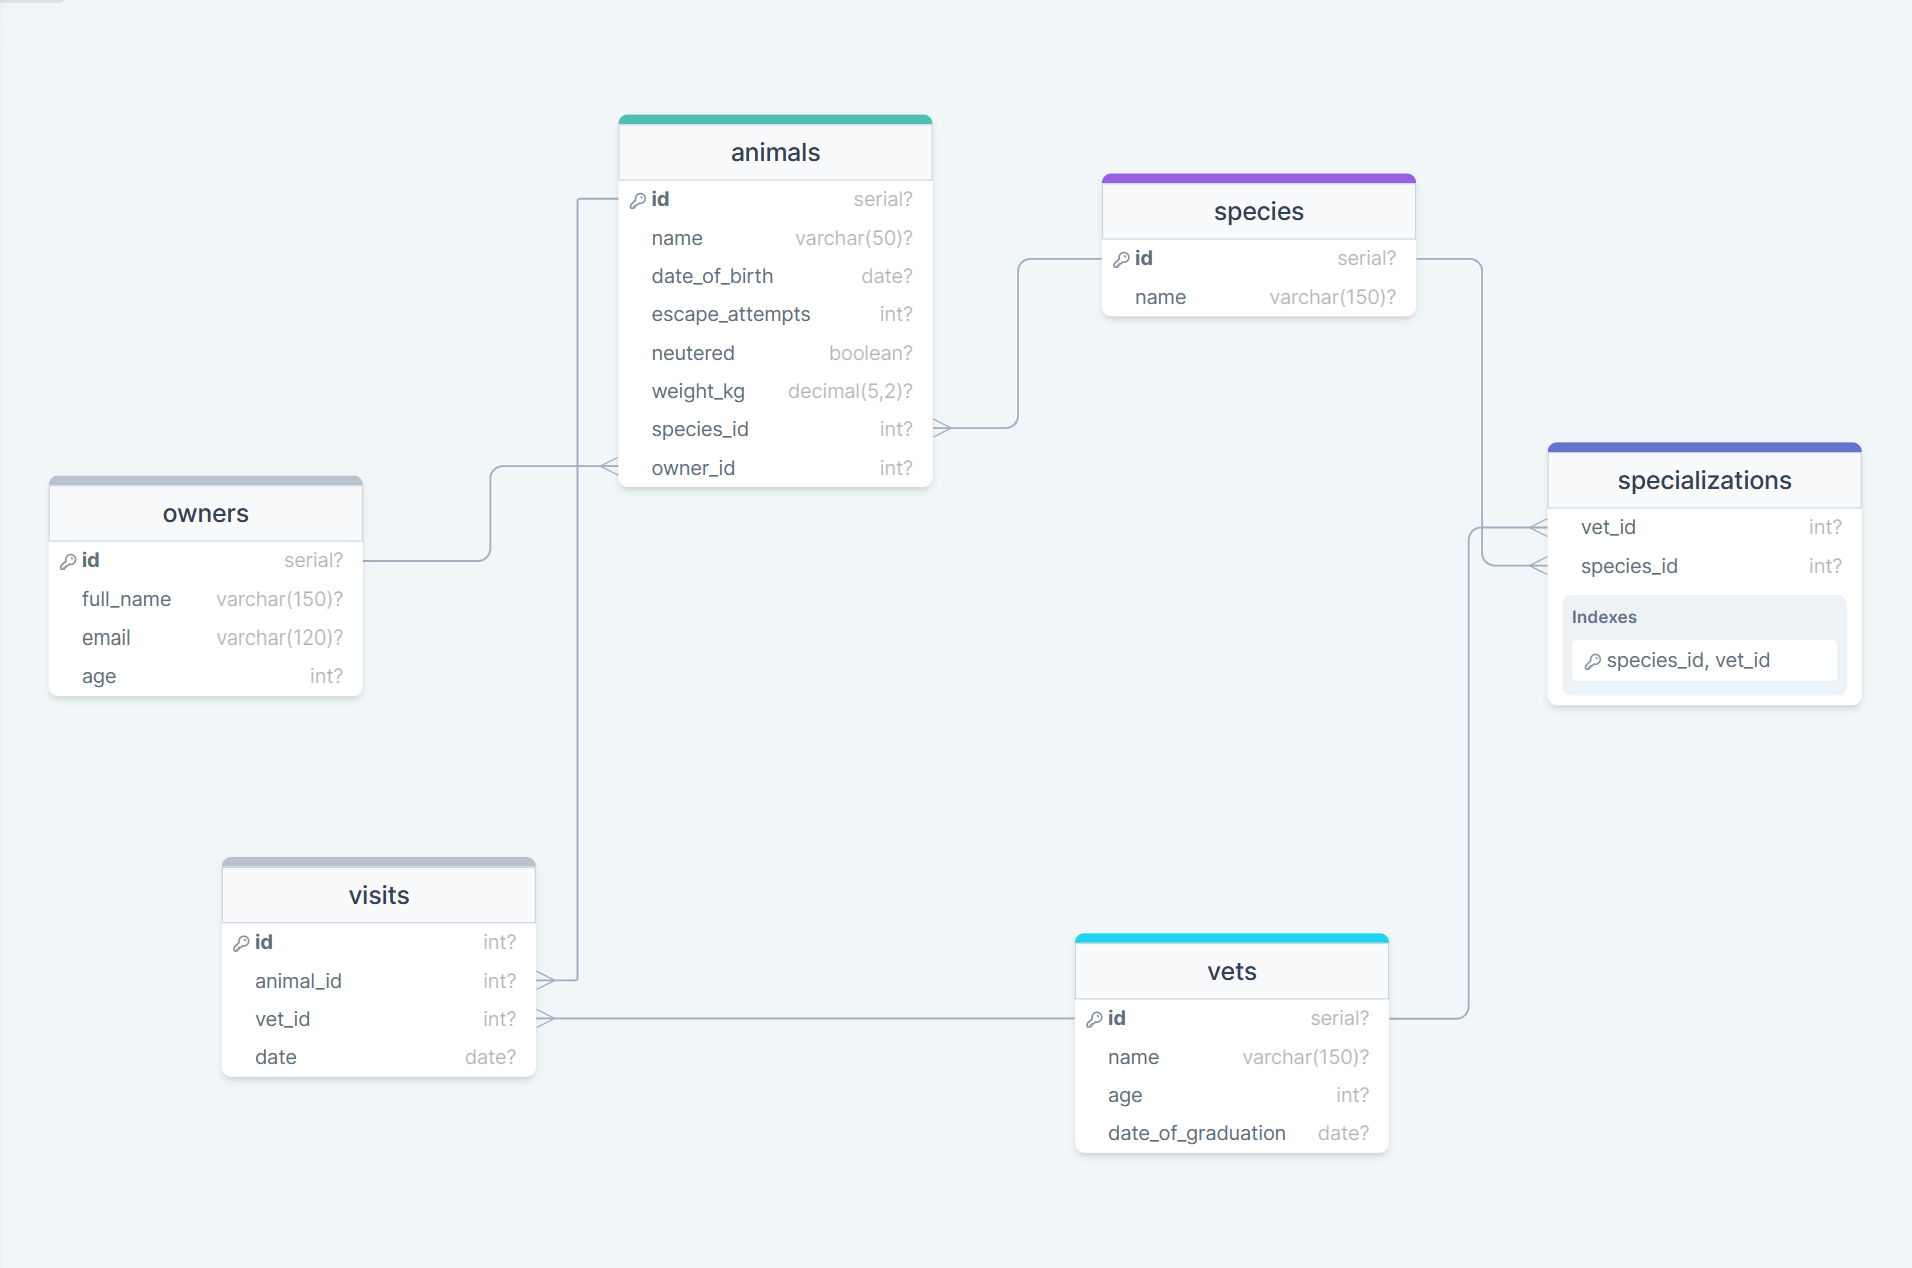 animals
id serial?
name varchar(50)?
date_of_birth date?
escape_attempts int?
neutered boolean?
weight_kg decimal(5,2)?
species_id int?
owner_id int?
species
id serial?
name varchar(150)?
specializations
vet_id int?
species_id int?
Indexes
species_id, vet_id
owners
id serial?
full_name varchar(150)?
email varchar(120)?
age int?
visits
id int?
animal_id int?
vet_id int?
date date?
vets
id serial?
name varchar(150)?
age int?
date_of_graduation date?